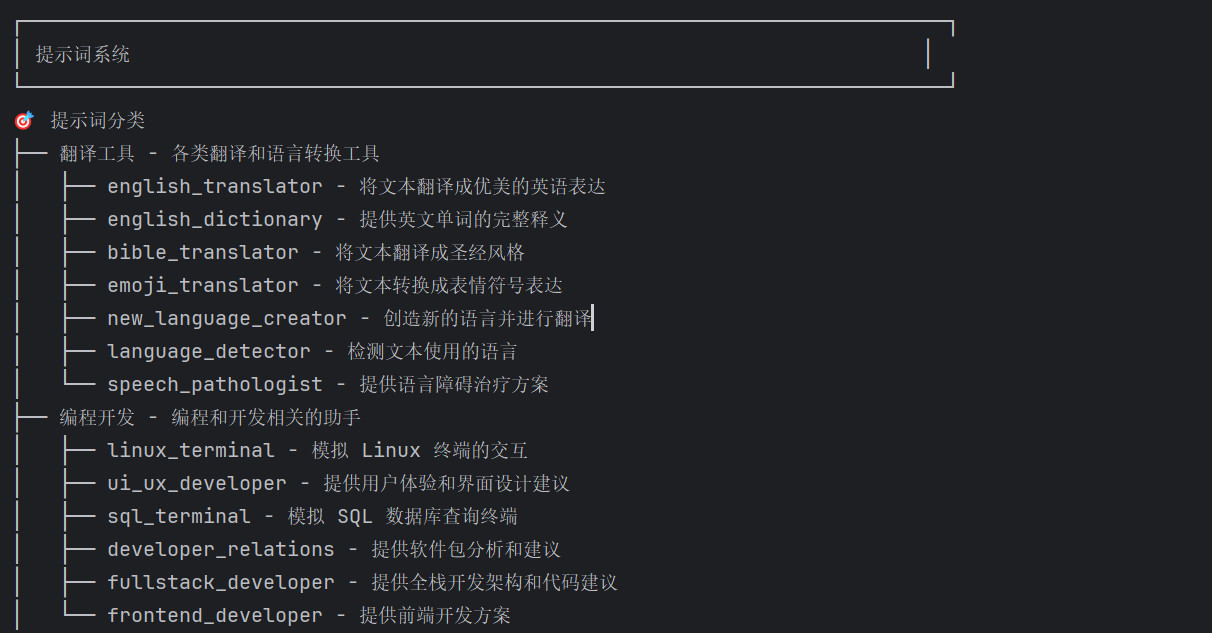 提示词系统
🎯 提示词分类
├── 翻译工具 - 各类翻译和语言转换工具
│   ├── english_translator - 将文本翻译成优美的英语表达
│   ├── english_dictionary - 提供英文单词的完整释义
│   ├── bible_translator - 将文本翻译成圣经风格
│   ├── emoji_translator - 将文本转换成表情符号表达
│   ├── new_language_creator - 创造新的语言并进行翻译
│   ├── language_detector - 检测文本使用的语言
│   └── speech_pathologist - 提供语言障碍治疗方案
├── 编程开发 - 编程和开发相关的助手
│   ├── linux_terminal - 模拟 Linux 终端的交互
│   ├── ui_ux_developer - 提供用户体验和界面设计建议
│   ├── sql_terminal - 模拟 SQL 数据库查询终端
│   ├── developer_relations - 提供软件包分析和建议
│   ├── fullstack_developer - 提供全栈开发架构和代码建议
│   └── frontend_developer - 提供前端开发方案